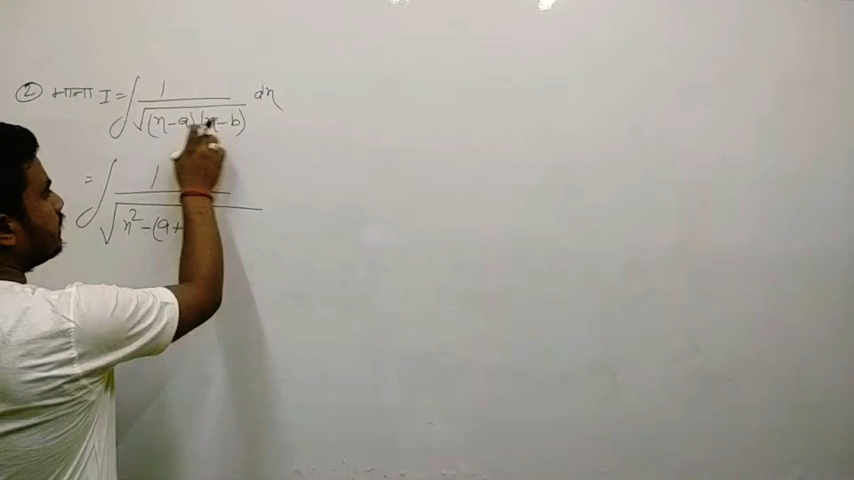 ② माना I = ∫ 1/√((x-a)(x-b)) dx
= ∫ 1/√(x²-(a+